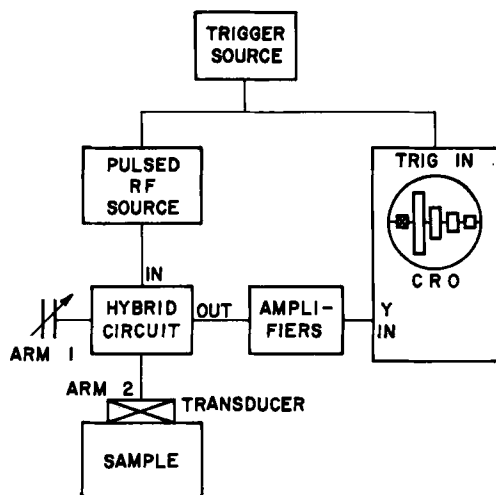 TRIGGER
SOURCE
PULSED
RF
SOURCE
TRIG IN
CRO
IN
HYBRID
CIRCUIT
OUT
AMPLI-
FIERS
Y
IN
ARM 1
ARM 2
TRANSDUCER
SAMPLE